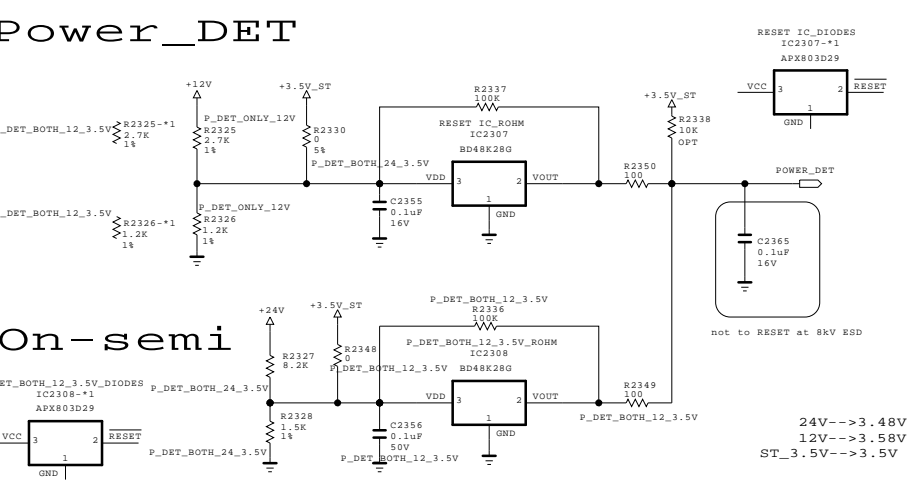 Power_DET
RESET IC_DIODES
IC2307-*1
APX803D29
VCC
3
2
RESET
1
GND
+12V
+3.5V_ST
R2337
100K
+3.5V_ST
_DET_BOTH_12_3.5V
R2325-*1
2.7K
1%
P_DET_ONLY_12V
R2325
2.7K
1%
R2330
0
5%
P_DET_BOTH_24_3.5V
RESET IC_ROHM
IC2307
BD48K28G
VDD
3
2
VOUT
1
GND
R2338
10K
OPT
R2350
100
POWER_DET
_DET_BOTH_12_3.5V
R2326-*1
1.2K
1%
P_DET_ONLY_12V
R2326
1.2K
1%
C2355
0.1uF
16V
C2365
0.1uF
16V
not to RESET at 8kV ESD
On-semi
+24V
+3.5V_ST
P_DET_BOTH_12_3.5V
R2336
100K
R2327
8.2K
P_DET_BOTH_24_3.5V
R2348
0
P_DET_BOTH_12_3.5V
P_DET_BOTH_12_3.5V_ROHM
IC2308
BD48K28G
VDD
3
2
VOUT
1
GND
R2349
100
P_DET_BOTH_12_3.5V
ET_BOTH_12_3.5V_DIODES
IC2308-*1
APX803D29
VCC
3
2
RESET
1
GND
R2328
1.5K
1%
P_DET_BOTH_24_3.5V
C2356
0.1uF
50V
P_DET_BOTH_12_3.5V
24V-->3.48V
12V-->3.58V
ST_3.5V-->3.5V